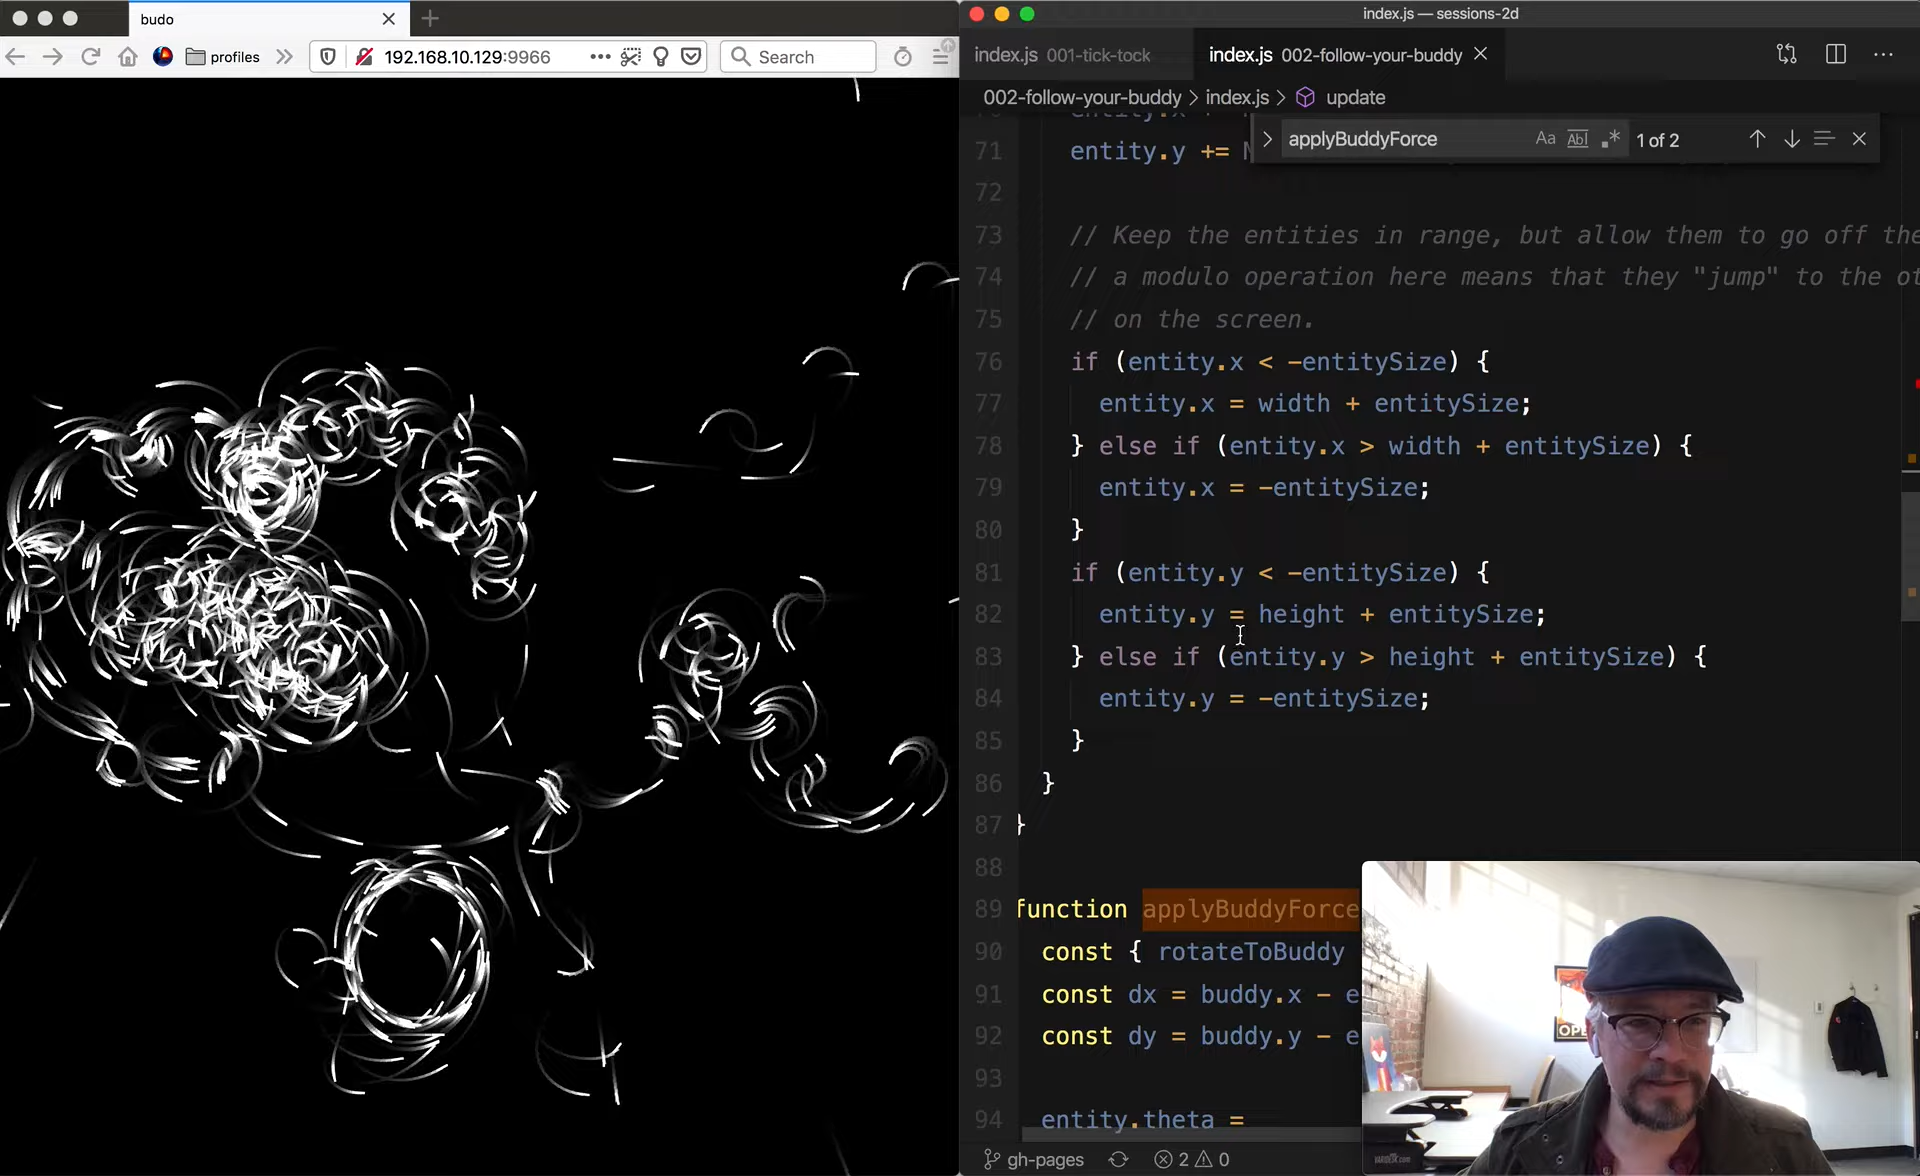 budo
profiles
192.168.10.129:9966
Search
index.js — sessions-2d
index.js 001-tick-tock
index.js 002-follow-your-buddy
002-follow-your-buddy > index.js > update
applyBuddyForce
Aa Abl .* 1 of 2
71 entity.y +=
72
73 // Keep the entities in range, but allow them to go off the
74 // a modulo operation here means that they "jump" to the
75 // on the screen.
76 if (entity.x < -entitySize) {
77 entity.x = width + entitySize;
78 } else if (entity.x > width + entitySize) {
79 entity.x = -entitySize;
80 }
81 if (entity.y < -entitySize) {
82 entity.y = height + entitySize;
83 } else if (entity.y > height + entitySize) {
84 entity.y = -entitySize;
85 }
86 }
87 }
88
89 function applyBuddyForce
90 const { rotateToBuddy
91 const dx = buddy.x - e
92 const dy = buddy.y - e
93
94 entity.theta =
gh-pages 2 0